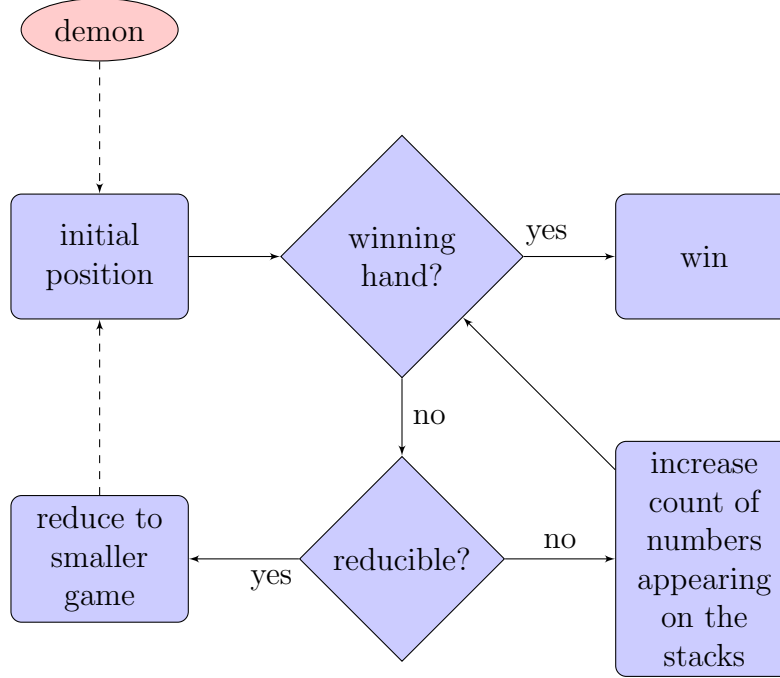 demon
initial
position
winning
hand?
yes
win
no
reduce to
smaller
game
yes
reducible?
no
increase
count of
numbers
appearing
on the
stacks